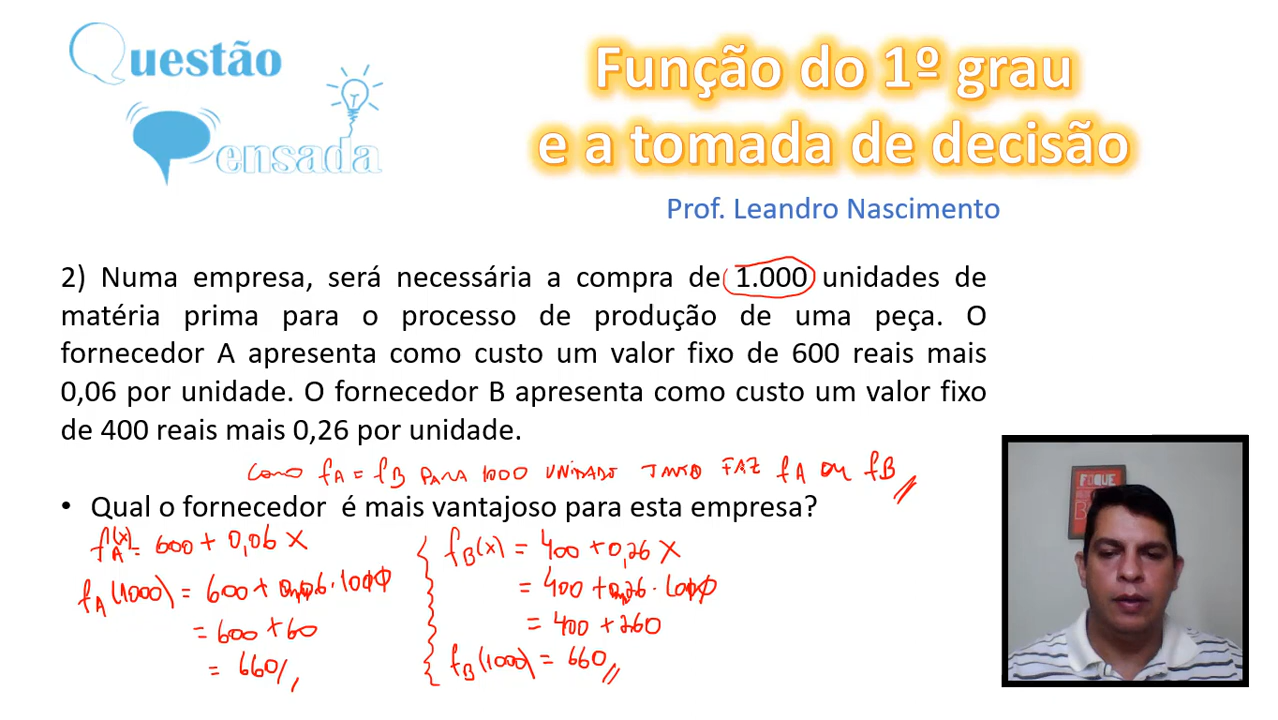 Questão
Pensada
Função do 1º grau
e a tomada de decisão
Prof. Leandro Nascimento
2) Numa empresa, será necessária a compra de 1.000 unidades de
matéria prima para o processo de produção de uma peça. O
fornecedor A apresenta como custo um valor fixo de 600 reais mais
0,06 por unidade. O fornecedor B apresenta como custo um valor fixo
de 400 reais mais 0,26 por unidade.
COMO fA = fB PARA 1000 UNIDADES TANTO FAZ fA OU fB
• Qual o fornecedor é mais vantajoso para esta empresa?
fA(x) = 600 + 0,06 X
fA(1000) = 600 + 0,06 · 1000
= 600 + 60
= 660
fB(x) = 400 + 0,26 X
= 400 + 0,26 · 1000
= 400 + 260
fB(1000) = 660
FOQUE